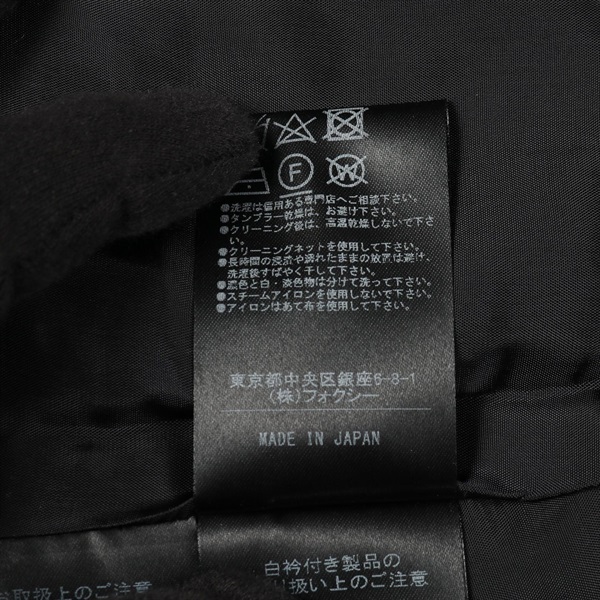 F
W
●洗濯は信用ある専門店へご相談下さい。
●タンブラー乾燥は、お避け下さい。
●クリーニング後は、高温乾燥しないで下さ
い。
●クリーニングネットを使用して下さい。
●長時間の浸漬や濡れたままの放置は避け、
洗濯後すばやく干して下さい。
●濃色と白・淡色物は分けて洗って下さい。
●スチームアイロンを使用しないで下さい。
●アイロンはあて布を使用して下さい。
東京都中央区銀座6-8-1
(株)フォクシー
MADE IN JAPAN
白衿付き製品の
り扱い上のご注意
お取扱上のご注意